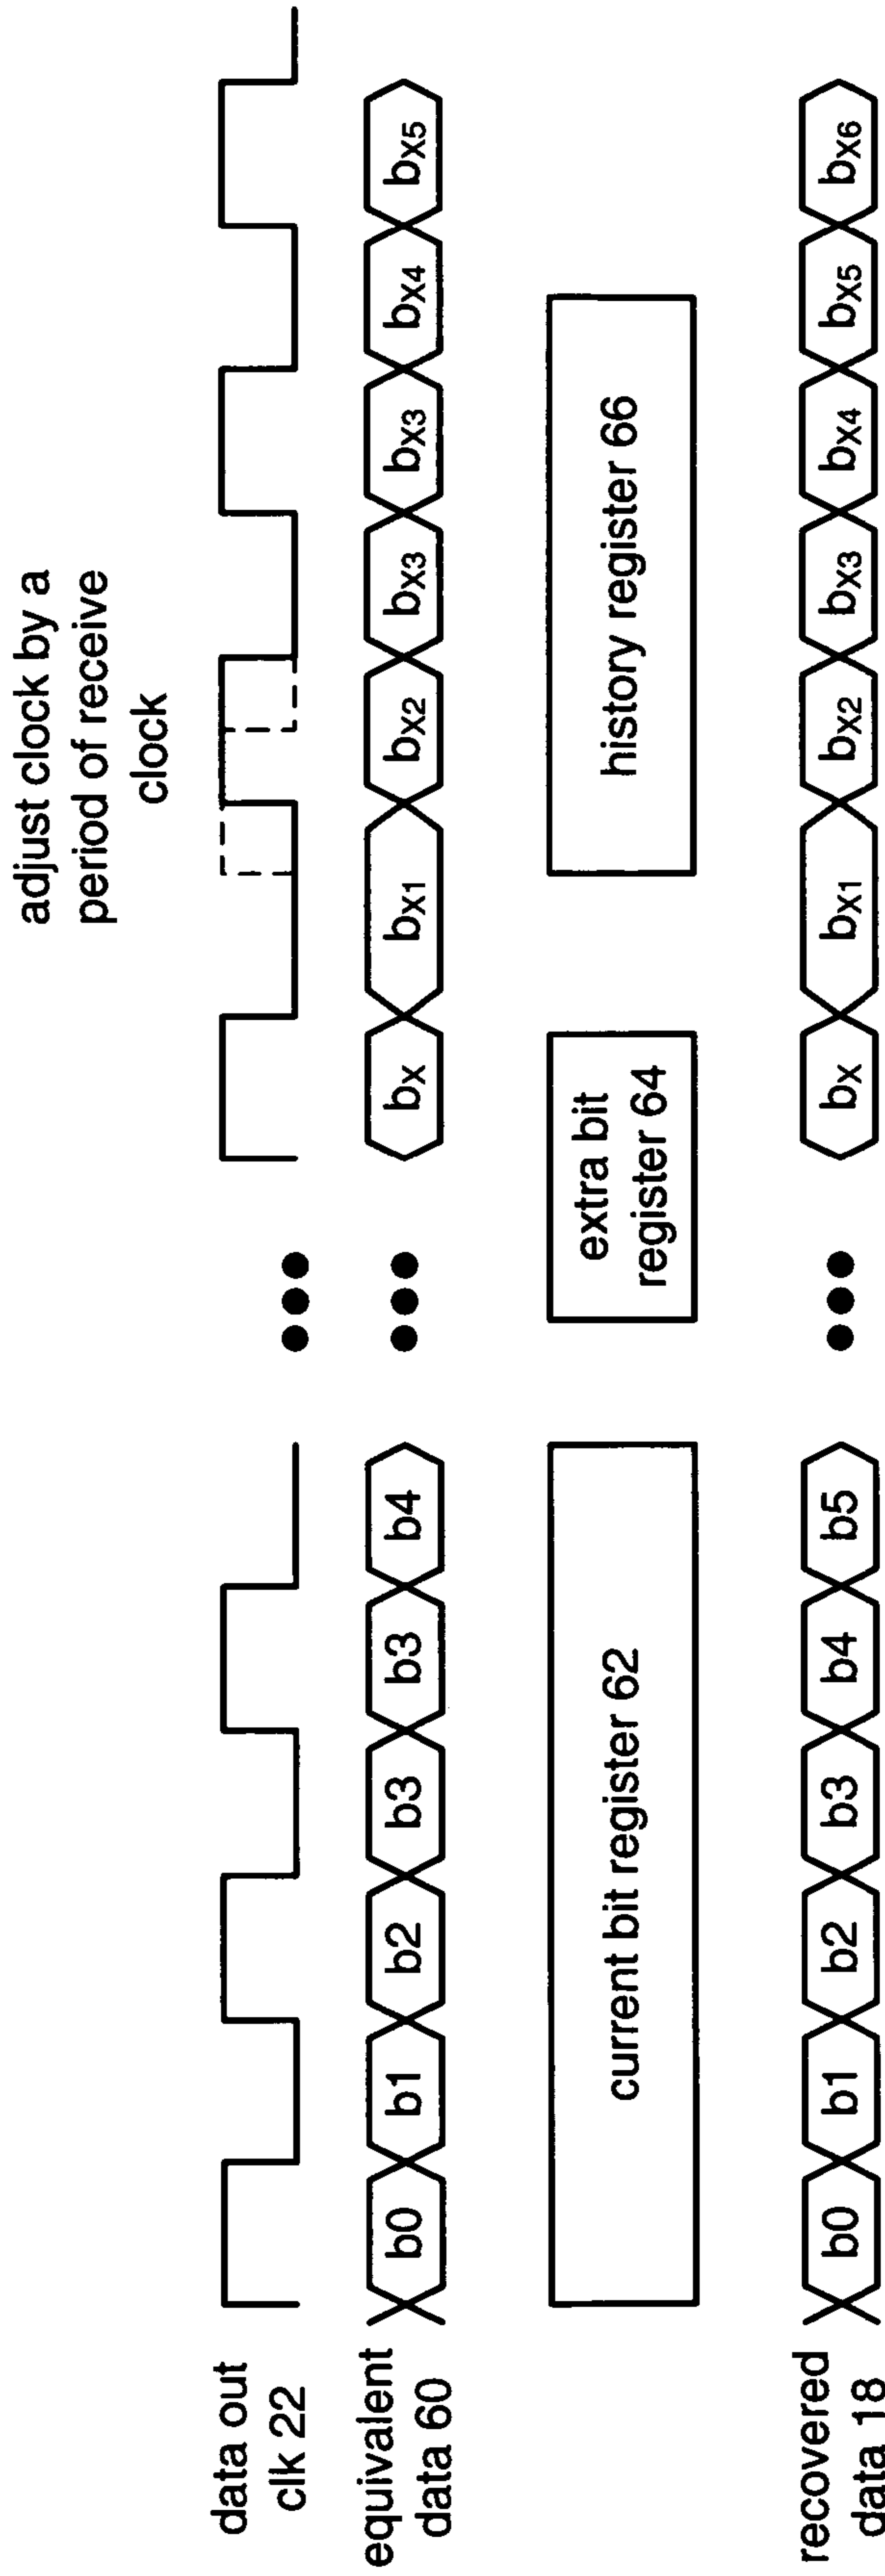 adjust clock by a
period of receive
clock
data out
clk 22
equivalent
data 60
b0 b1 b2 b3 b3 b4 bX bX1 bX2 bX3 bX3 bX4 bX5
current bit register 62
extra bit
register 64
history register 66
recovered
data 18
b0 b1 b2 b3 b4 b5 bX bX1 bX2 bX3 bX4 bX5 bX6